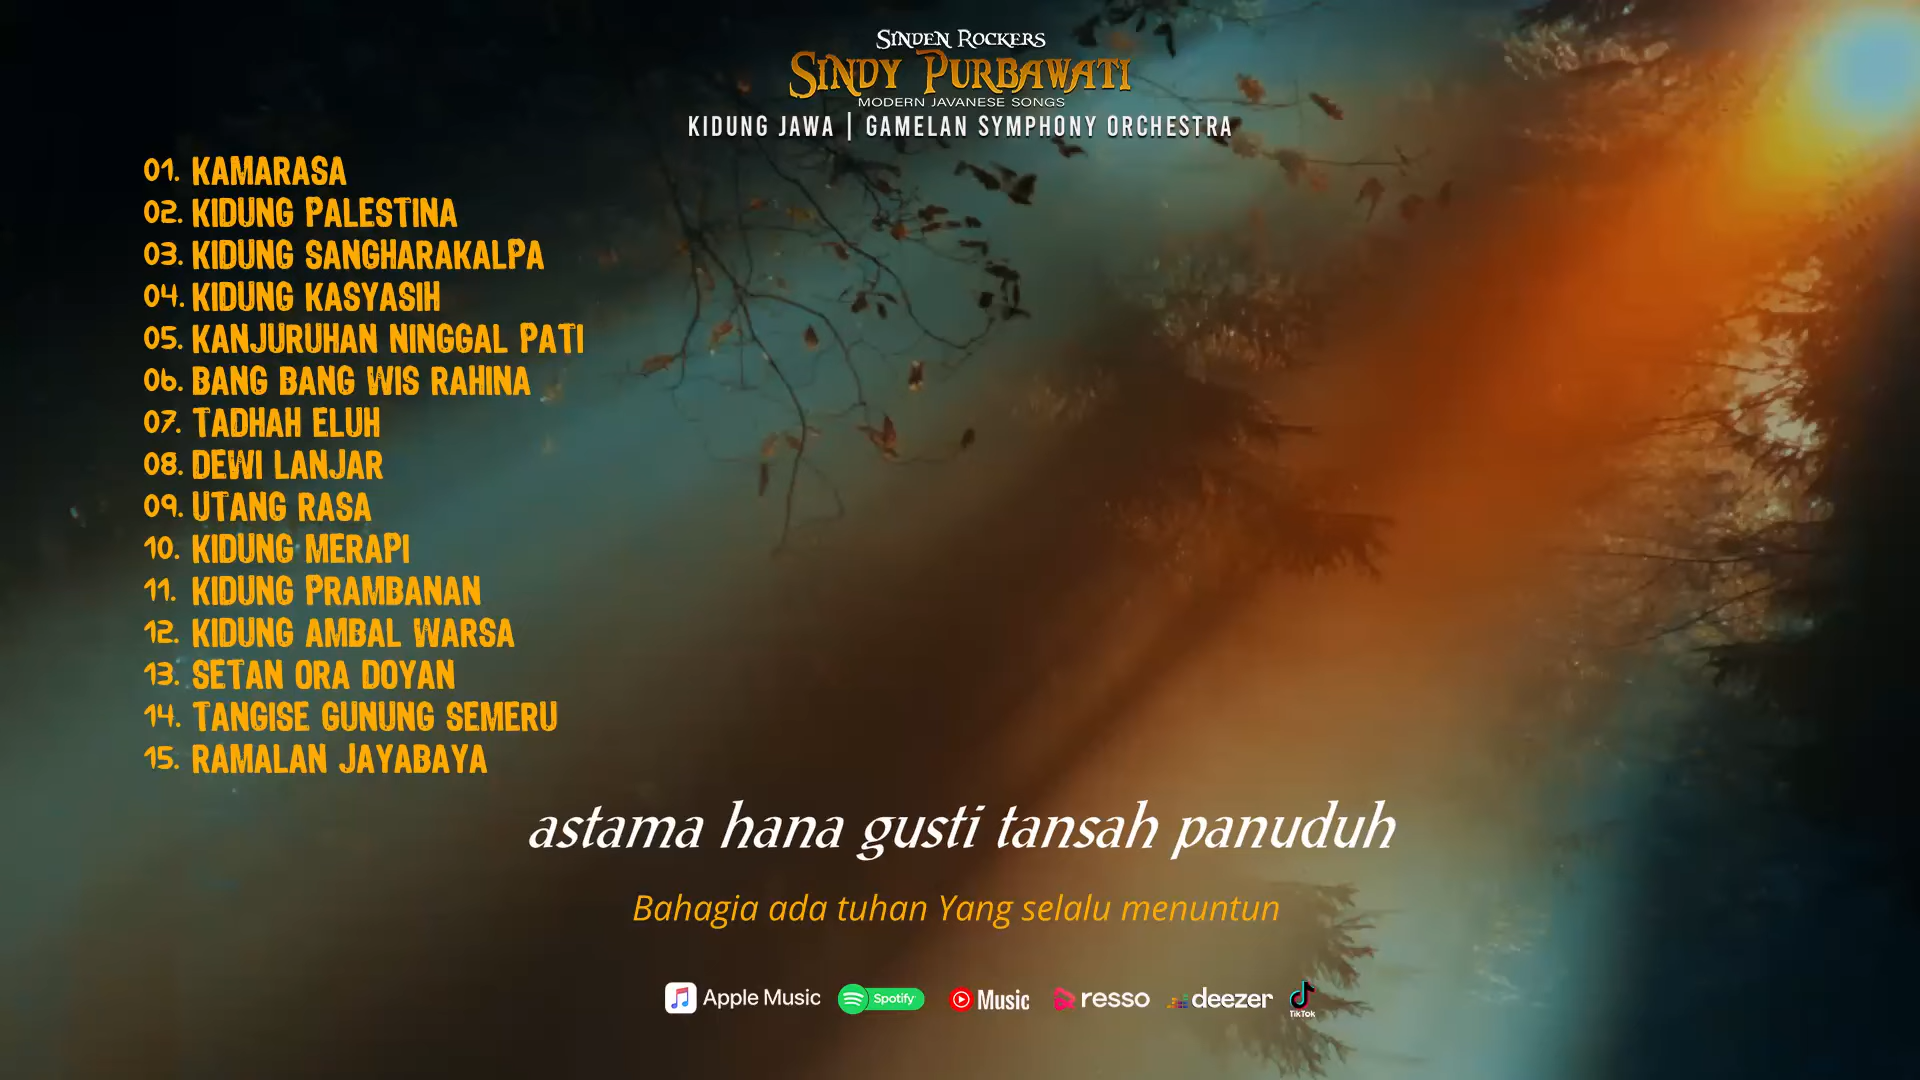 SINDEN ROCKERS
SINDY PURBAWATI
MODERN JAVANESE SONGS
KIDUNG JAWA | GAMELAN SYMPHONY ORCHESTRA
01. KAMARASA
02. KIDUNG PALESTINA
03. KIDUNG SANGHARAKALPA
04. KIDUNG KASYASIH
05. KANJURUHAN NINGGAL PATI
06. BANG BANG WIS RAHINA
07. TADHAH ELUH
08. DEWI LANJAR
09. UTANG RASA
10. KIDUNG MERAPI
11. KIDUNG PRAMBANAN
12. KIDUNG AMBAL WARSA
13. SETAN ORA DOYAN
14. TANGISE GUNUNG SEMERU
15. RAMALAN JAYABAYA
astama hana gusti tansah panuduh
Bahagia ada tuhan Yang selalu menuntun
Apple Music Spotify Music resso deezer TikTok